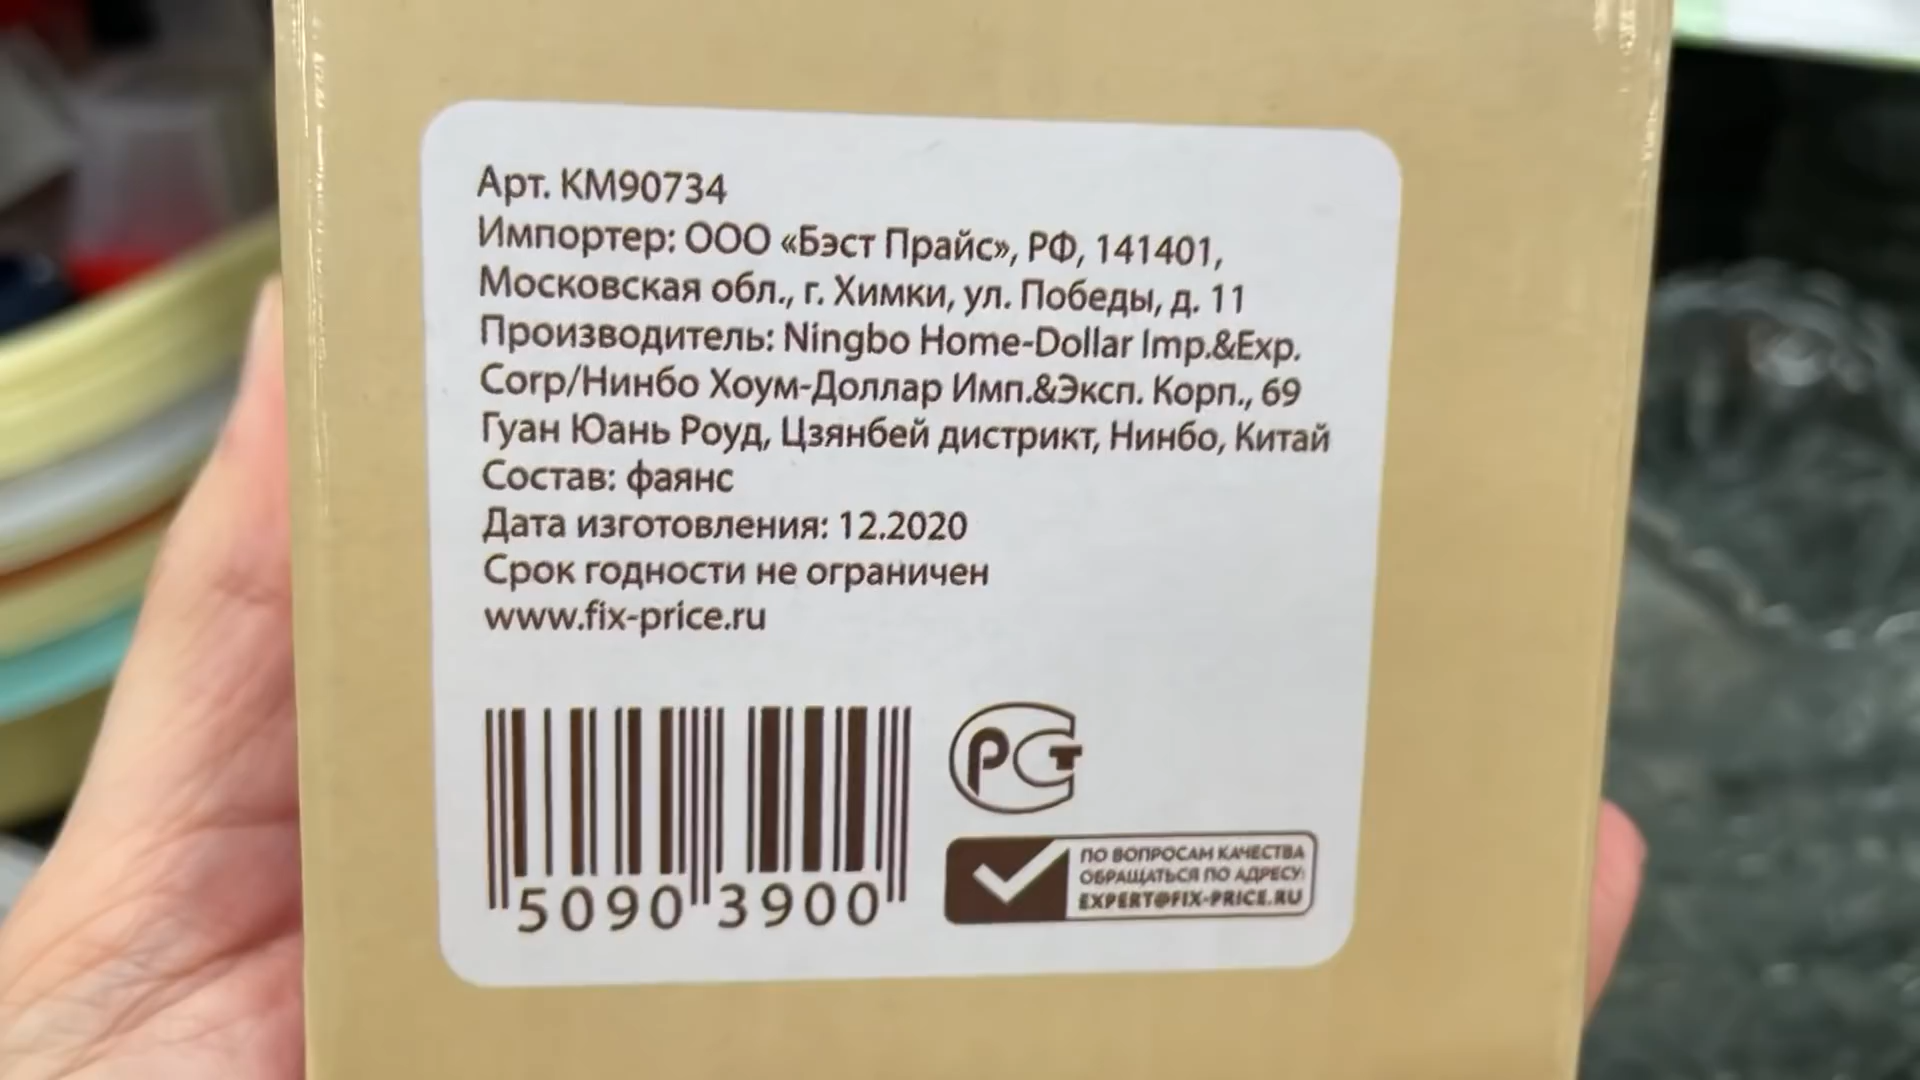 Арт. КМ90734
Импортер: ООО «Бэст Прайс», РФ, 141401,
Московская обл., г. Химки, ул. Победы, д. 11
Производитель: Ningbo Home-Dollar Imp.&Exp.
Corp/Нинбо Хоум-Доллар Имп.&Эксп. Корп., 69
Гуан Юань Роуд, Цзянбей дистрикт, Нинбо, Китай
Состав: фаянс
Дата изготовления: 12.2020
Срок годности не ограничен
www.fix-price.ru
РСТ
ПО ВОПРОСАМ КАЧЕСТВА
ОБРАЩАТЬСЯ ПО АДРЕСУ:
EXPERT@FIX-PRICE.RU
5090 3900